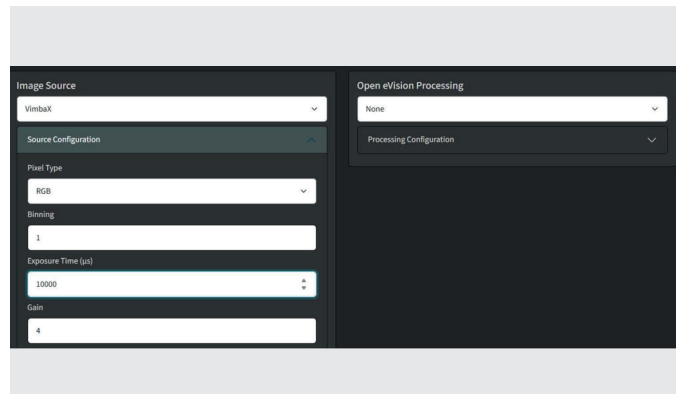 Image Source
VimbaX
Source Configuration
Pixel Type
RGB
Binning
1
Exposure Time (µs)
10000
Gain
4
Open eVision Processing
None
Processing Configuration